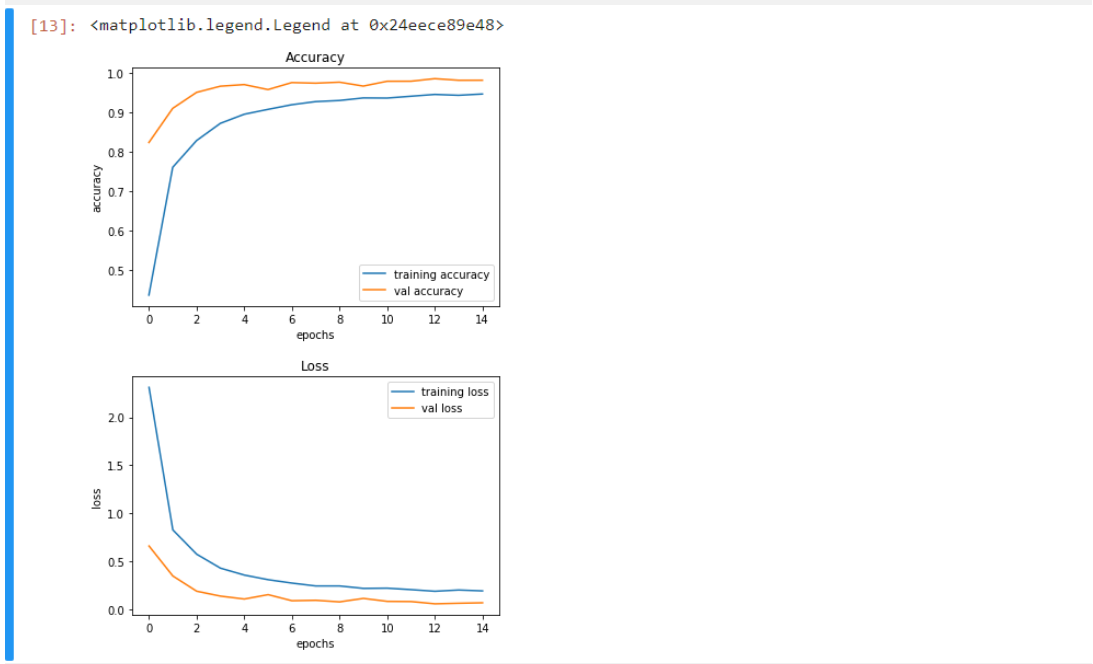 [13]: <matplotlib.legend.Legend at 0x24eece89e48>
Accuracy
1.0
0.9
0.8
0.7
0.6
0.5
accuracy
training accuracy
val accuracy
0 2 4 6 8 10 12 14
epochs
Loss
2.0
1.5
1.0
0.5
0.0
loss
training loss
val loss
0 2 4 6 8 10 12 14
epochs